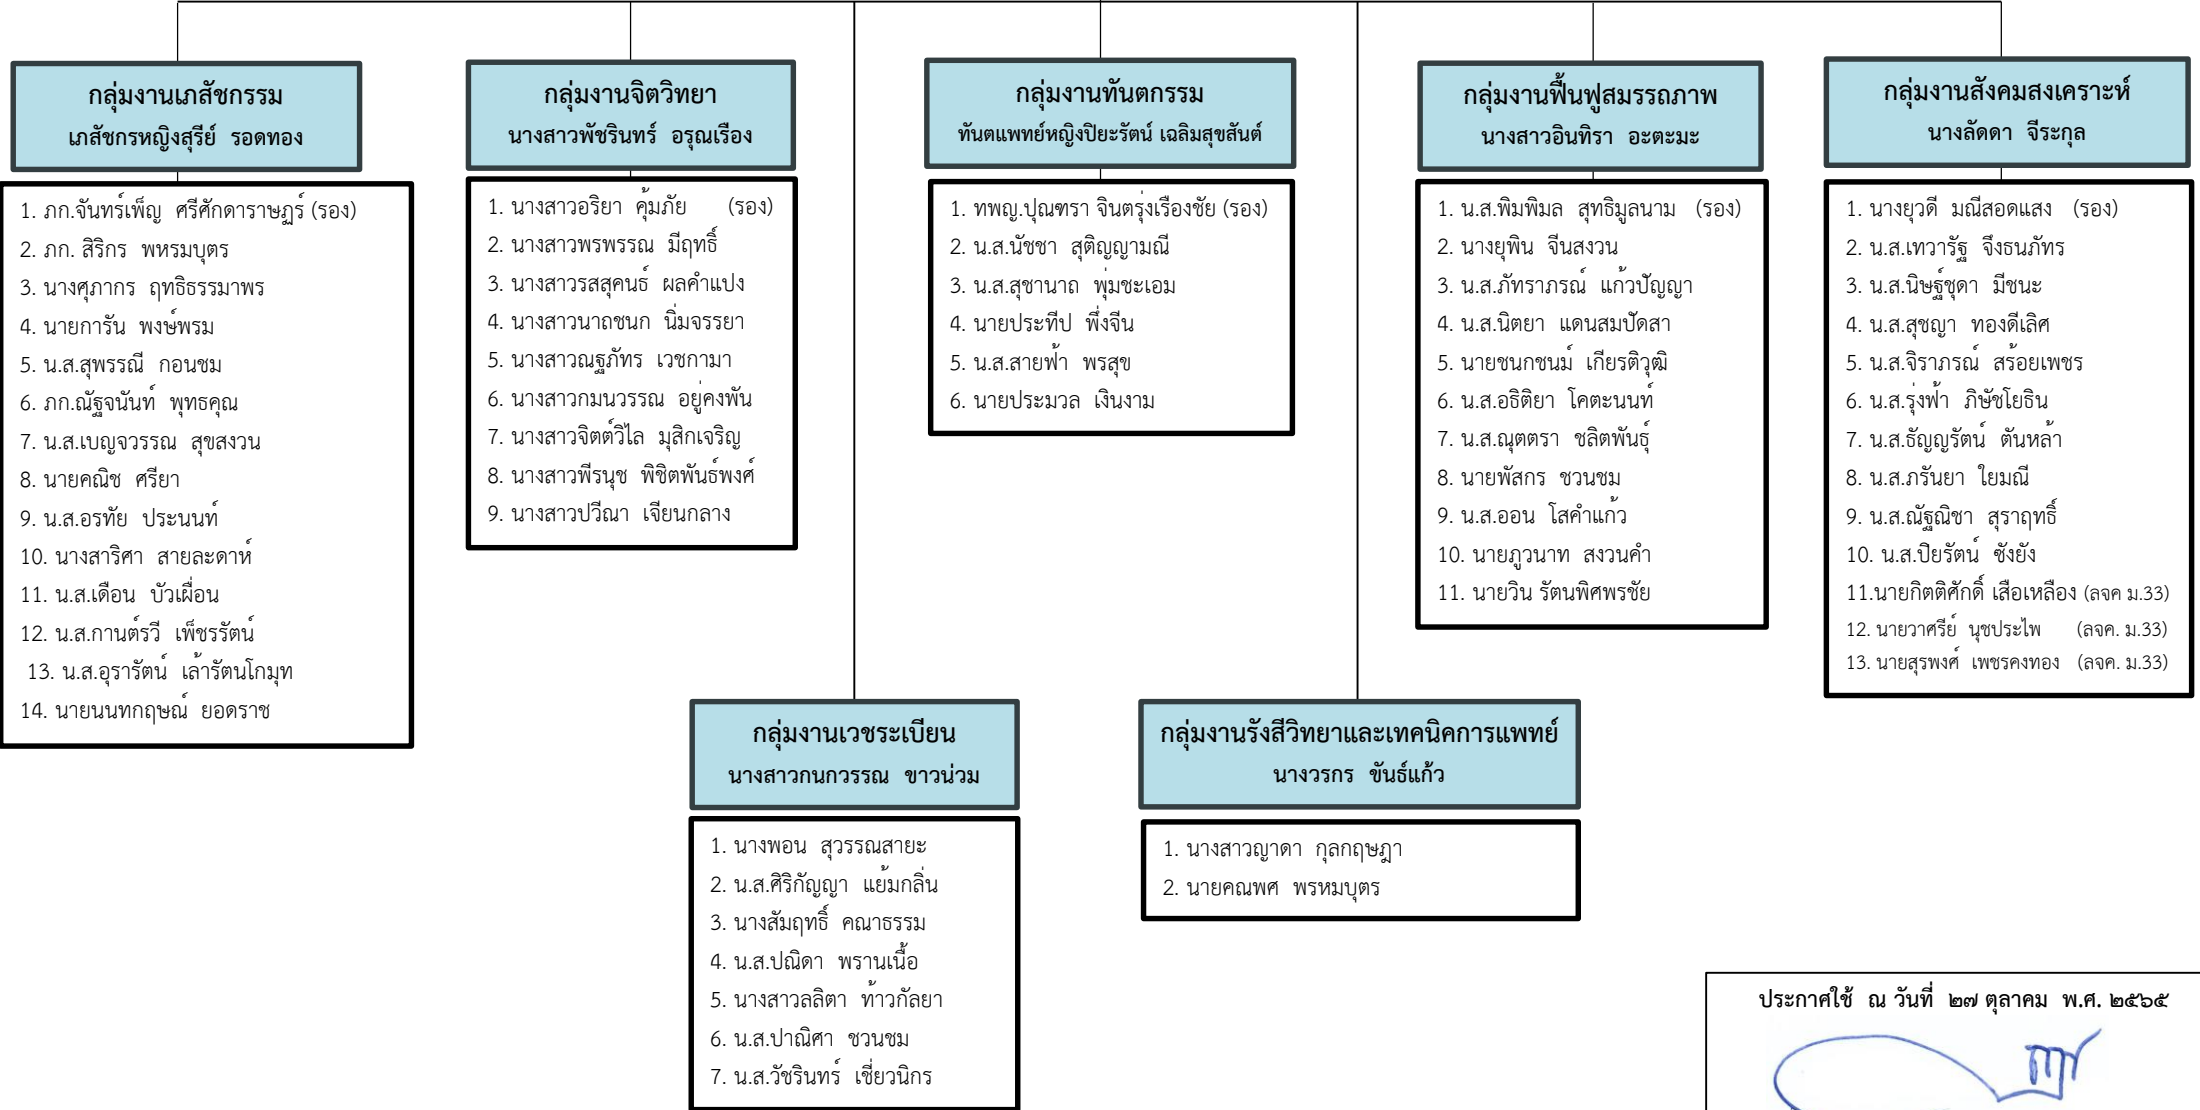 กลุ่มงานเภสัชกรรม
เภสัชกรหญิงสุรีย์ รอดทอง
1. ภก.จันทร์เพ็ญ ศรีศักดาราษฎร์ (รอง)
2. ภก. สิริกร พหรมบุตร
3. นางศุภากร ฤทธิธรรมาพร
4. นายการัน พงษ์พรม
5. น.ส.สุพรรณี กอนชม
6. ภก.ณัฐจนันท์ พุทธคุณ
7. น.ส.เบญจวรรณ สุขสงวน
8. นายคณิช ศรียา
9. น.ส.อรทัย ประนนท์
10. นางสาริศา สายละดาห์
11. น.ส.เดือน บัวเผื่อน
12. น.ส.กานต์รวี เพ็ชรรัตน์
13. น.ส.อุรารัตน์ เล้ารัตนโกมุท
14. นายนนทกฤษณ์ ยอดราช
กลุ่มงานจิตวิทยา
นางสาวพัชรินทร์ อรุณเรือง
1. นางสาวอริยา คุ้มภัย (รอง)
2. นางสาวพรพรรณ มีฤทธิ์
3. นางสาวรสสุคนธ์ ผลคำแปง
4. นางสาวนาถชนก นิ่มจรรยา
5. นางสาวณฐภัทร เวชกามา
6. นางสาวกมนวรรณ อยู่คงพัน
7. นางสาวจิตต์วิไล มุสิกเจริญ
8. นางสาวพีรนุช พิชิตพันธ์พงศ์
9. นางสาวปวีณา เจียนกลาง
กลุ่มงานทันตกรรม
ทันตแพทย์หญิงปิยะรัตน์ เฉลิมสุขสันต์
1. ทพญ.ปุณฑรา จินตรุ่งเรืองชัย (รอง)
2. น.ส.นัชชา สุติญญามณี
3. น.ส.สุชานาถ พุ่มชะเอม
4. นายประทีป พึ่งจีน
5. น.ส.สายฟ้า พรสุข
6. นายประมวล เงินงาม
กลุ่มงานฟื้นฟูสมรรถภาพ
นางสาวอินทิรา อะตะมะ
1. น.ส.พิมพิมล สุทธิมูลนาม (รอง)
2. นางยุพิน จีนสงวน
3. น.ส.ภัทราภรณ์ แก้วปัญญา
4. น.ส.นิตยา แดนสมปัดสา
5. นายชนกชนม์ เกียรติวุฒิ
6. น.ส.อธิติยา โคตะนนท์
7. น.ส.ณุตตรา ชลิตพันธุ์
8. นายพัสกร ชวนชม
9. น.ส.ออน โสคำแก้ว
10. นายภูวนาท สงวนคำ
11. นายวิน รัตนพิศพรชัย
กลุ่มงานสังคมสงเคราะห์
นางลัดดา จีระกุล
1. นางยุวดี มณีสอดแสง (รอง)
2. น.ส.เทวารัฐ จึงธนภัทร
3. น.ส.นิษฐ์ชุดา มีชนะ
4. น.ส.สุชญา ทองดีเลิศ
5. น.ส.จิราภรณ์ สร้อยเพชร
6. น.ส.รุ่งฟ้า ภิษัชโยธิน
7. น.ส.ธัญญรัตน์ ตันหล้า
8. น.ส.ภรันยา ใยมณี
9. น.ส.ณัฐณิชา สุราฤทธิ์
10. น.ส.ปิยรัตน์ ซังยัง
11.นายกิตติศักดิ์ เสือเหลือง (ลจค ม.33)
12. นายวาศรีย์ นุชประไพ (ลจค. ม.33)
13. นายสุรพงศ์ เพชรคงทอง (ลจค. ม.33)
กลุ่มงานเวชระเบียน
นางสาวกนกวรรณ ขาวน่วม
1. นางพอน สุวรรณสายะ
2. น.ส.ศิริกัญญา แย้มกลิ่น
3. นางสัมฤทธิ์ คณาธรรม
4. น.ส.ปณิดา พรานเนื้อ
5. นางสาวลลิตา ท้าวกัลยา
6. น.ส.ปาณิศา ชวนชม
7. น.ส.วัชรินทร์ เชี่ยวนิกร
กลุ่มงานรังสีวิทยาและเทคนิคการแพทย์
นางวรกร ขันธ์แก้ว
1. นางสาวญาดา กุลกฤษฎา
2. นายคณพศ พรหมบุตร
ประกาศใช้ ณ วันที่ ๒๗ ตุลาคม พ.ศ. ๒๕๖๕